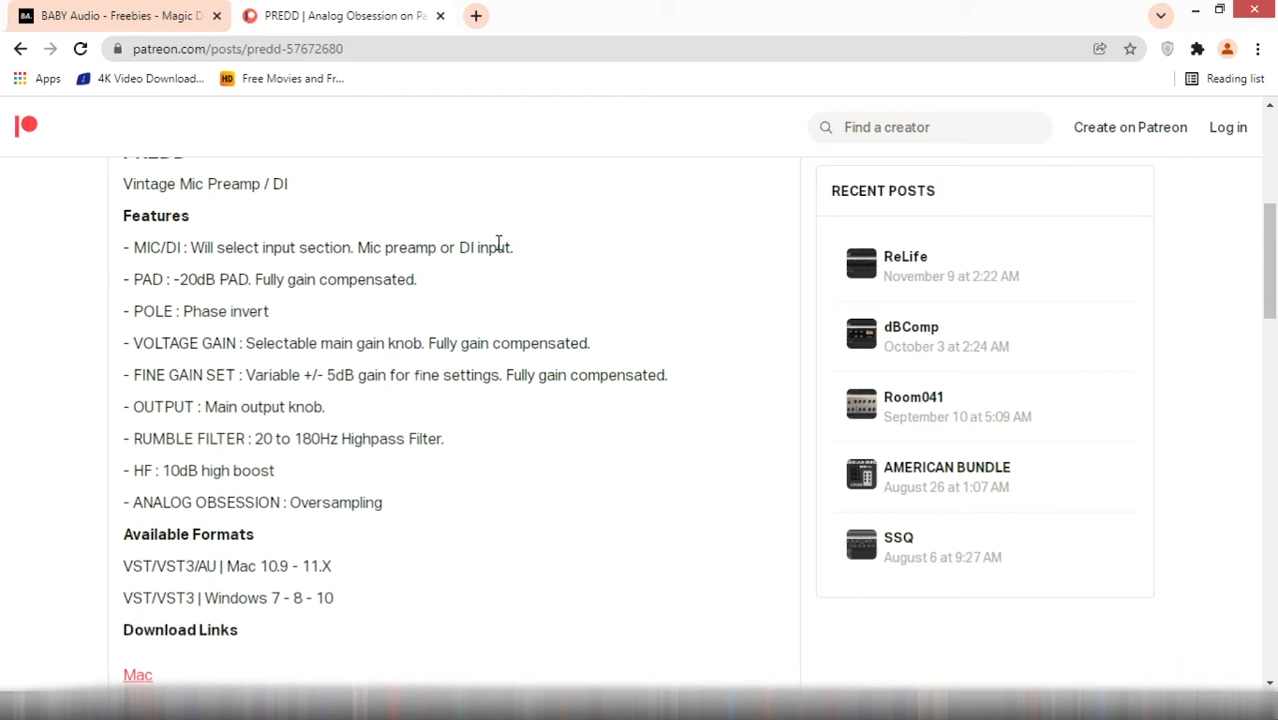 BA. BABY Audio - Freebies - Magic D
PREDD | Analog Obsession on Pa
patreon.com/posts/predd-57672680
Apps
4K Video Download...
HD Free Movies and Fr...
Reading list
Find a creator
Create on Patreon
Log in
PREDD
Vintage Mic Preamp / DI
Features
- MIC/DI : Will select input section. Mic preamp or DI input.
- PAD : -20dB PAD. Fully gain compensated.
- POLE : Phase invert
- VOLTAGE GAIN : Selectable main gain knob. Fully gain compensated.
- FINE GAIN SET : Variable +/- 5dB gain for fine settings. Fully gain compensated.
- OUTPUT : Main output knob.
- RUMBLE FILTER : 20 to 180Hz Highpass Filter.
- HF : 10dB high boost
- ANALOG OBSESSION : Oversampling
Available Formats
VST/VST3/AU | Mac 10.9 - 11.X
VST/VST3 | Windows 7 - 8 - 10
Download Links
Mac
RECENT POSTS
ReLife
November 9 at 2:22 AM
dBComp
October 3 at 2:24 AM
Room041
September 10 at 5:09 AM
AMERICAN BUNDLE
August 26 at 1:07 AM
SSQ
August 6 at 9:27 AM